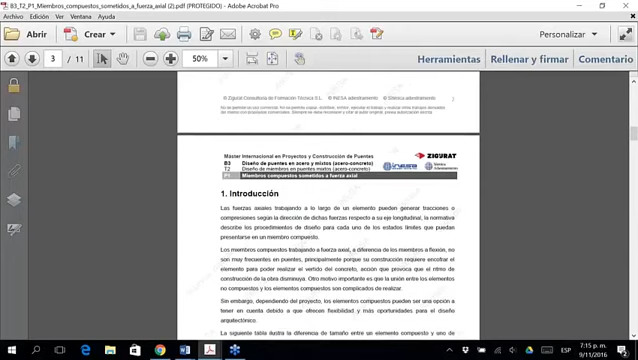 B3_T2_P1_Miembros_compuestos_sometidos_a_fuerza_axial (2).pdf (PROTEGIDO) - Adobe Acrobat Pro
Archivo Edición Ver Ventana Ayuda
Abrir Crear Personalizar
3 / 11 50% Herramientas Rellenar y firmar Comentario
© Zigurat Consultoría de Formación Técnica S.L. © INESA adiestramiento © Sísmica adiestramiento 2
Máster Internacional en Proyectos y Construcción de Puentes ZIGURAT
B3 Diseño de puentes en acero y mixtos (acero-concreto)
T2 Diseño de miembros en puentes mixtos (acero-concreto)
P1 Miembros compuestos sometidos a fuerza axial
1. Introducción
Las fuerzas axiales trabajando a lo largo de un elemento pueden generar tracciones o
compresiones según la dirección de dichas fuerzas respecto a su eje longitudinal, la normativa
describe los procedimientos de diseño para cada uno de los estados límites que puedan
presentarse en un miembro compuesto.
Los miembros compuestos trabajando a fuerza axial, a diferencia de los miembros a flexión, no
son muy frecuentes en puentes, principalmente porque su construcción requiere encofrar el
elemento para poder realizar el vertido del concreto, acción que provoca que el ritmo de
construcción de la obra disminuya. Otro motivo importante es que la unión entre los elementos
no compuestos y los elementos compuestos son complicados de realizar.
Sin embargo, dependiendo del proyecto, los elementos compuestos pueden ser una opción a
tener en cuenta debido a que ofrecen flexibilidad y más oportunidades para el diseño
arquitectónico.
La siguiente tabla ilustra la diferencia de tamaño entre un elemento compuesto y uno de
ESP 7:15 p. m.
9/11/2016